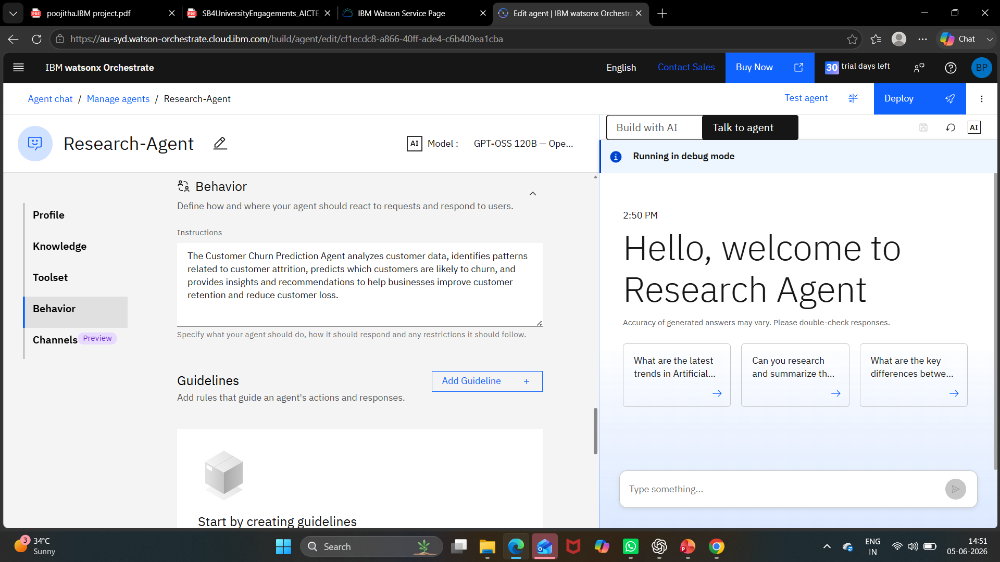 poojitha.IBM project.pdf
SB4UniversityEngagements_AICTE_
IBM Watson Service Page
Edit agent | IBM watsonx Orchestra
https://au-syd.watson-orchestrate.cloud.ibm.com/build/agent/edit/cf1ecdc8-a866-40ff-ade4-c6b409ea1cba
Chat
IBM watsonx Orchestrate
English
Contact Sales
Buy Now
30 trial days left
BP
Agent chat / Manage agents / Research-Agent
Test agent
Deploy
Research-Agent
AI Model :
GPT-OSS 120B — Ope...
Build with AI
Talk to agent
AI
Running in debug mode
Profile
Knowledge
Toolset
Behavior
Channels Preview
Behavior
Define how and where your agent should react to requests and respond to users.
Instructions
The Customer Churn Prediction Agent analyzes customer data, identifies patterns
related to customer attrition, predicts which customers are likely to churn, and
provides insights and recommendations to help businesses improve customer
retention and reduce customer loss.
Specify what your agent should do, how it should respond and any restrictions it should follow.
Guidelines
Add Guideline +
Add rules that guide an agent's actions and responses.
Start by creating guidelines
2:50 PM
Hello, welcome to
Research Agent
Accuracy of generated answers may vary. Please double-check responses.
What are the latest
trends in Artificial...
Can you research
and summarize th...
What are the key
differences betwe...
Type something...
3
34°C
Sunny
Search
ENG
IN
14:51
05-06-2026